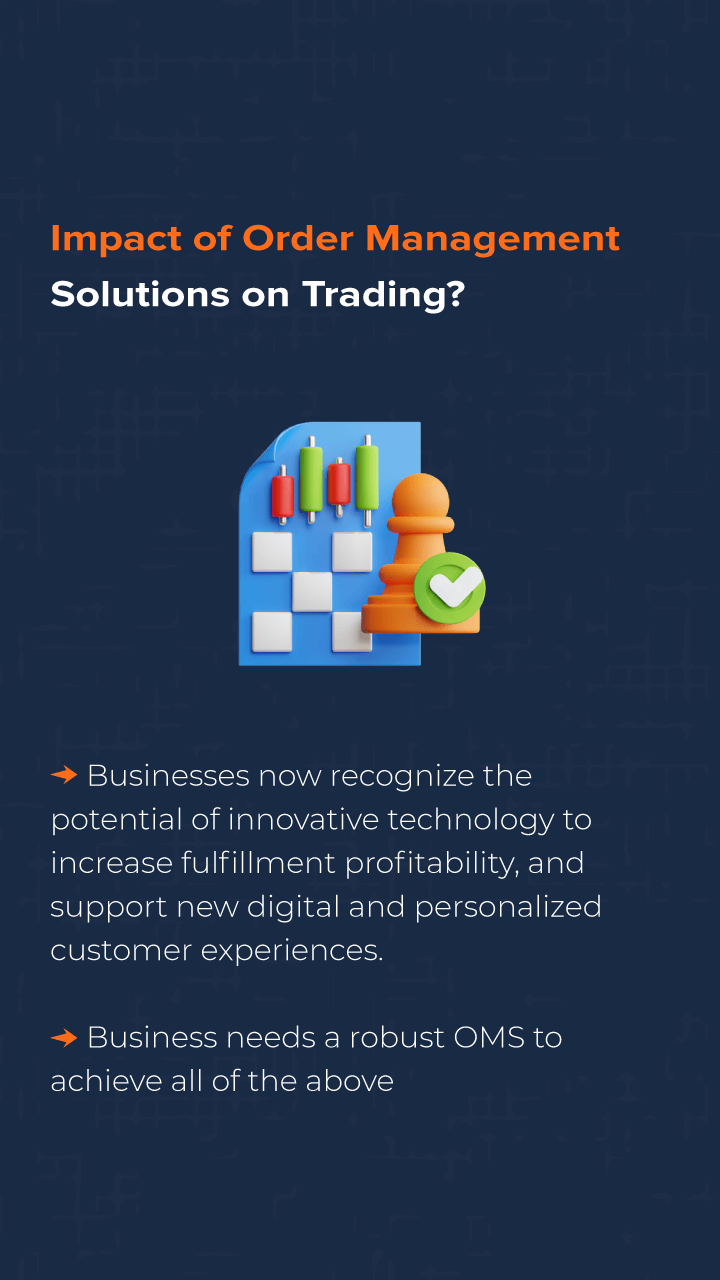 Impact of Order Management
Solutions on Trading?
Businesses now recognize the
potential of innovative technology to
increase fulfillment profitability, and
support new digital and personalized
customer experiences.
Business needs a robust OMS to
achieve all of the above